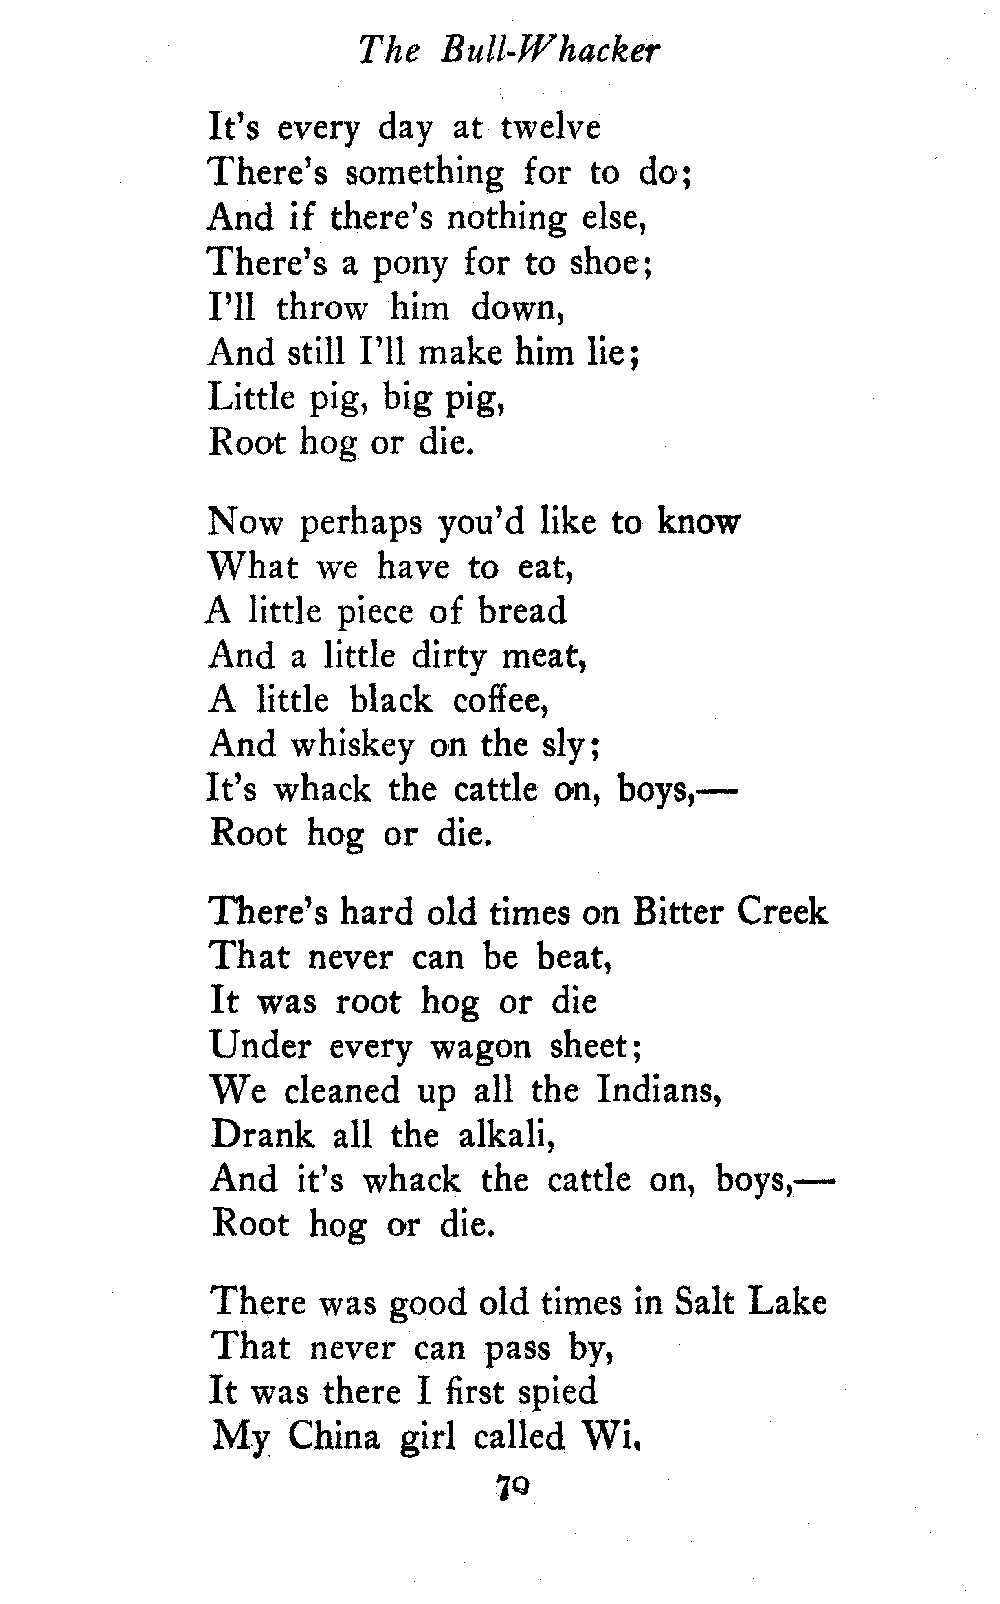 The Bull-Whacker
It's every day at twelve
There's something for to do;
And if there's nothing else,
There's a pony for to shoe;
I'll throw him down,
And still I'll make him lie;
Little pig, big pig,
Root hog or die.
Now perhaps you'd like to know
What we have to eat,
A little piece of bread
And a little dirty meat,
A little black coffee,
And whiskey on the sly;
It's whack the cattle on, boys,—
Root hog or die.
There's hard old times on Bitter Creek
That never can be beat,
It was root hog or die
Under every wagon sheet;
We cleaned up all the Indians,
Drank all the alkali,
And it's whack the cattle on, boys,—
Root hog or die.
There was good old times in Salt Lake
That never can pass by,
It was there I first spied
My China girl called Wi.
70